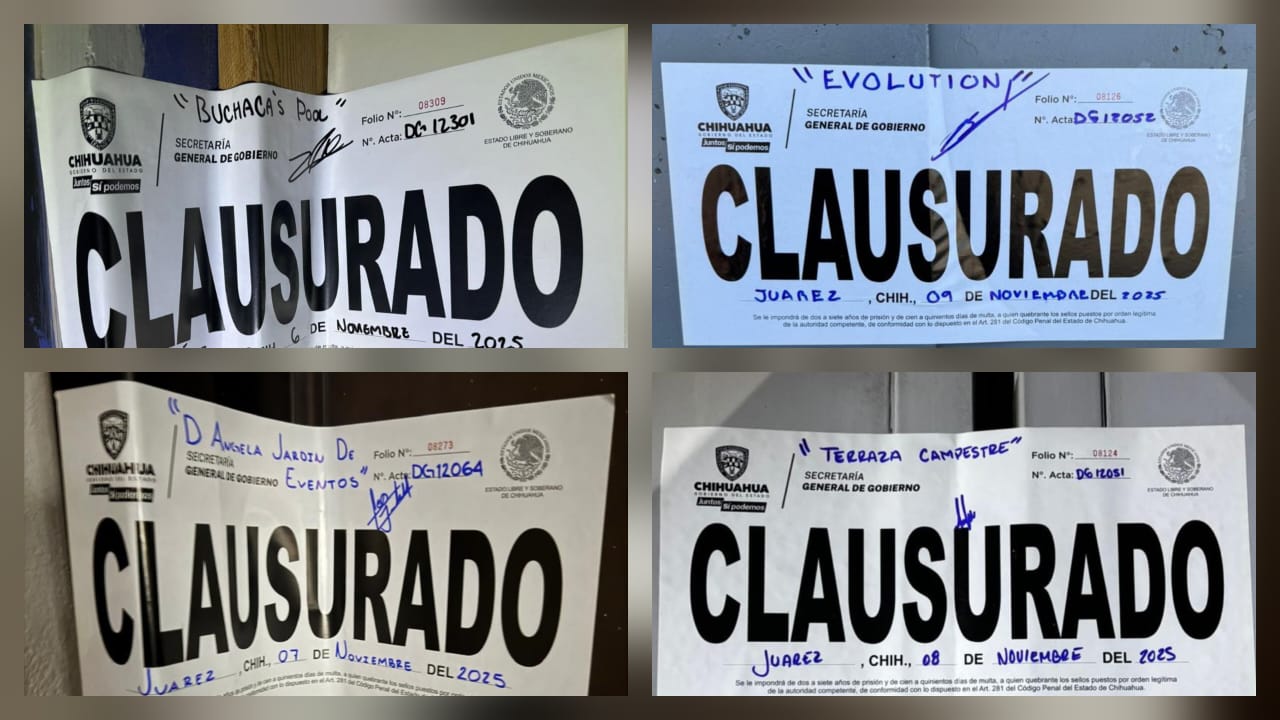 "BUCHACA'S POOL"
CHIHUAHUA
GOBIERNO DEL ESTADO
Juntos Sí podemos
SECRETARÍA
GENERAL DE GOBIERNO
Folio Nº: 08309
Nº. Acta: DG 12301
ESTADOS UNIDOS MEXICANOS
ESTADO LIBRE Y SOBERANO
DE CHIHUAHUA
CLAUSURADO
6 DE NOVIEMBRE DEL 2025
"EVOLUTION"
CHIHUAHUA
GOBIERNO DEL ESTADO
Juntos Sí podemos
SECRETARÍA
GENERAL DE GOBIERNO
Folio Nº: 08126
Nº. Acta: DG12052
ESTADO LIBRE Y SOBERANO
DE CHIHUAHUA
CLAUSURADO
JUAREZ, CHIH., 09 DE NOVIEMBRE DEL 2025
Se le impondrá de dos a siete años de prisión y de cien a quinientos días de multa, a quien quebrante los sellos puestos por orden legítima
de la autoridad competente, de conformidad con lo dispuesto en el Art. 281 del Código Penal del Estado de Chihuahua.
"D ANGELA JARDIN DE
EVENTOS"
CHIHUAHUA
GOBIERNO DEL ESTADO
Juntos Sí podemos
SECRETARÍA
GENERAL DE GOBIERNO
Folio Nº: 08273
Nº. Acta: DG12064
ESTADOS UNIDOS MEXICANOS
ESTADO LIBRE Y SOBERANO
DE CHIHUAHUA
CLAUSURADO
JUAREZ, CHIH., 07 DE NOVIEMBRE DEL 2025
"TERRAZA CAMPESTRE"
CHIHUAHUA
GOBIERNO DEL ESTADO
Juntos Sí podemos
SECRETARÍA
GENERAL DE GOBIERNO
Folio Nº: 08124
Nº. Acta: DG12051
ESTADO LIBRE Y SOBERANO
DE CHIHUAHUA
CLAUSURADO
JUAREZ, CHIH., 08 DE NOVIEMBRE DEL 2025
Se le impondrá de dos a siete años de prisión y de cien a quinientos días de multa, a quien quebrante los sellos puestos por orden legítima
de la autoridad competente, de conformidad con lo dispuesto en el Art. 281 del Código Penal del Estado de Chihuahua.